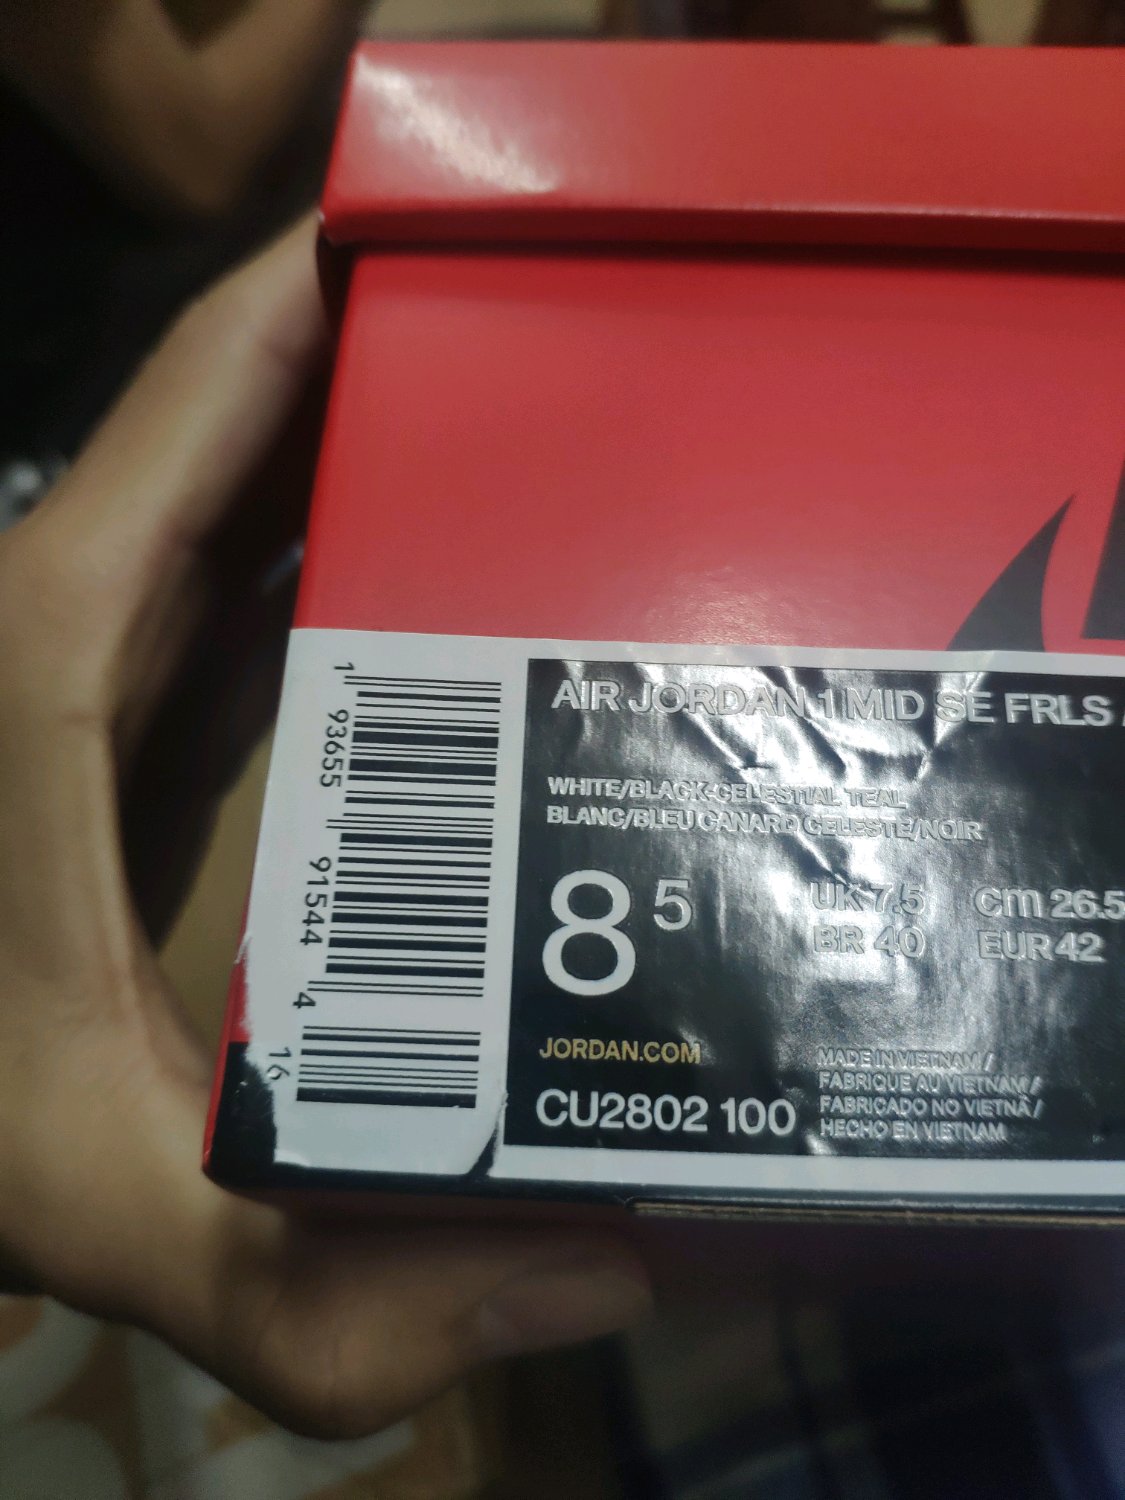 1 93655 91544 4
16
AIR JORDAN 1 MID SE FRLS
WHITE/BLACK-CELESTIAL TEAL
BLANC/BLEU CANARD CELESTE/NOIR
8 5
UK 7.5 cm 26.5
BR 40 EUR 42
JORDAN.COM
MADE IN VIETNAM /
FABRIQUE AU VIETNAM /
FABRICADO NO VIETNÃ /
HECHO EN VIETNAM
CU2802 100